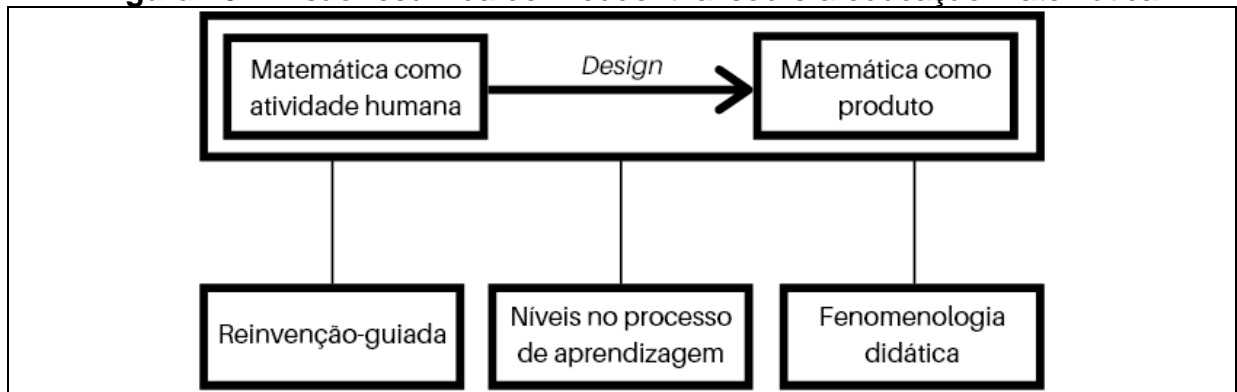 Matemática como
atividade humana
Design
Matemática como
produto
Reinvenção-guiada
Níveis no processo
de aprendizagem
Fenomenologia
didática